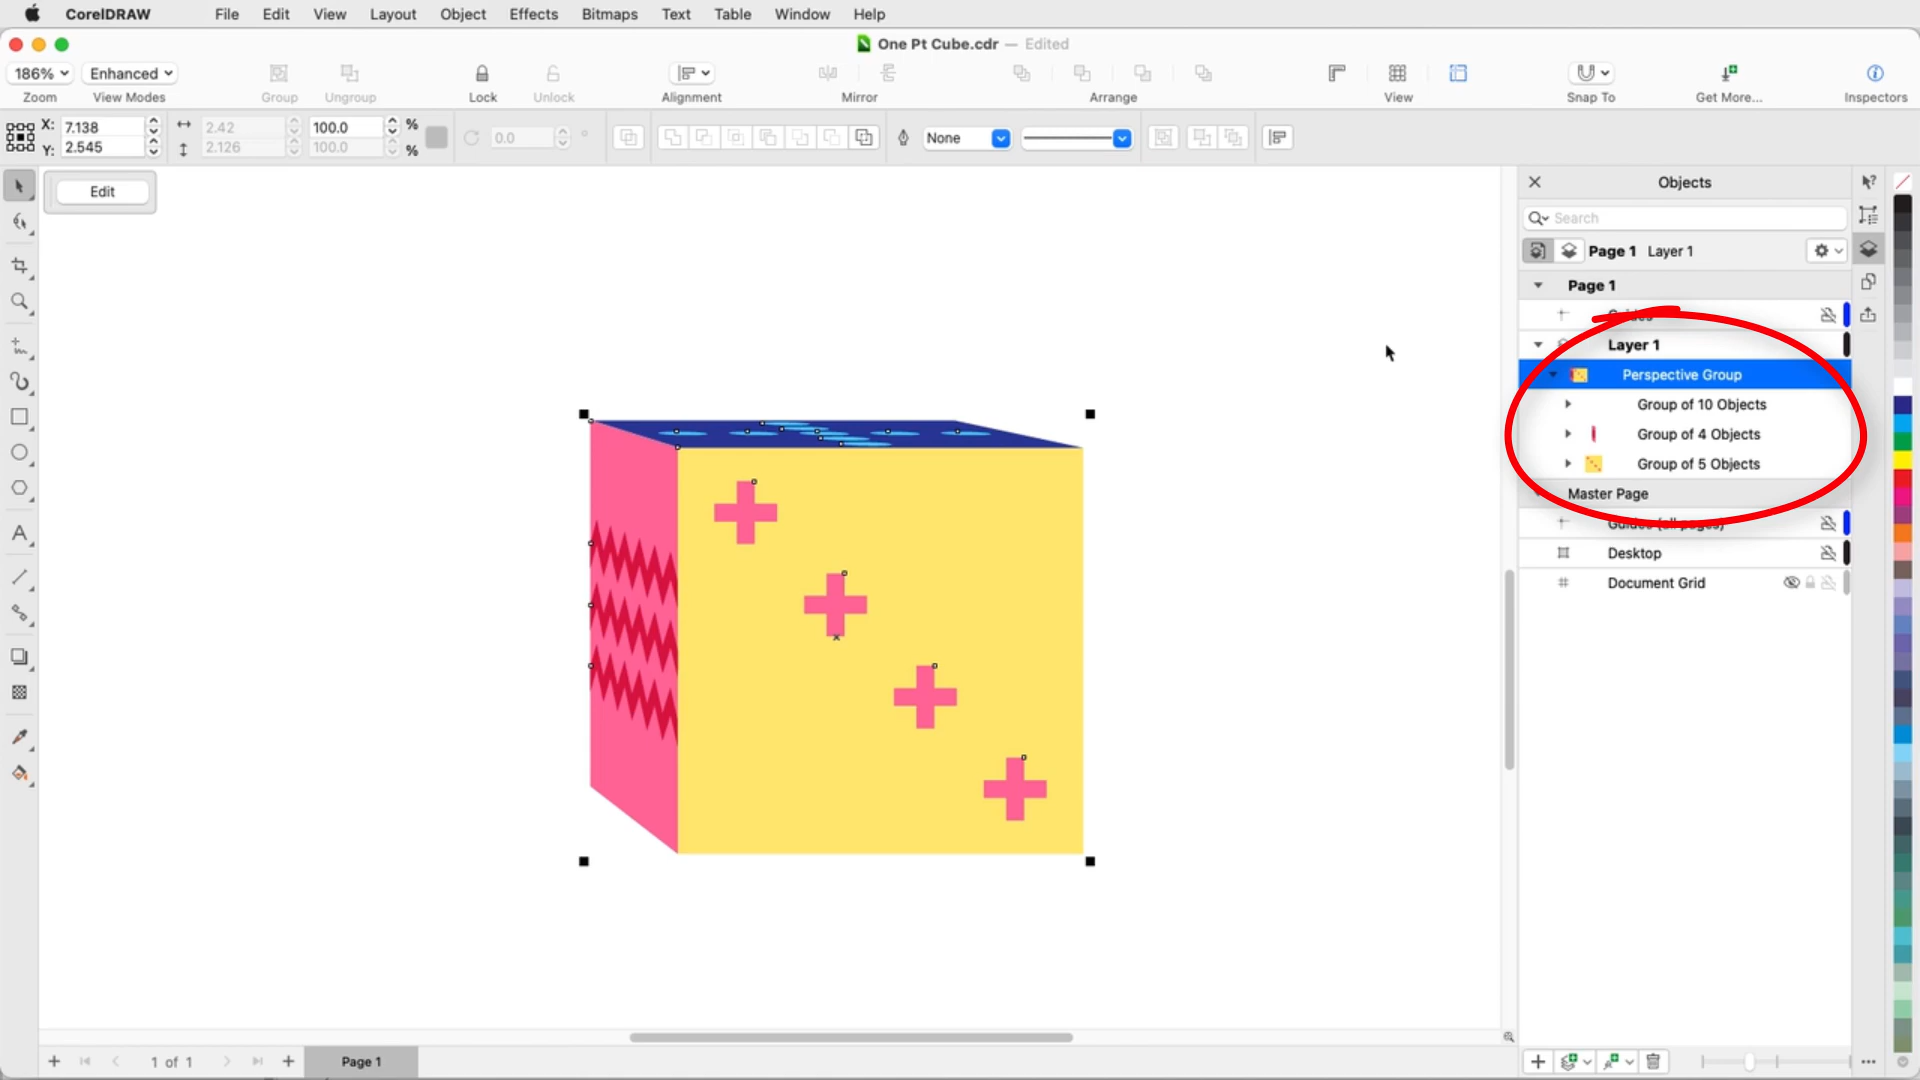 CorelDRAW File Edit View Layout Object Effects Bitmaps Text Table Window Help
One Pt Cube.cdr — Edited
186% Enhanced
Zoom View Modes Group Ungroup Lock Unlock Alignment Mirror Arrange View Snap To Get More... Inspectors
X: 7.138 2.42 100.0 %
Y: 2.545 2.126 100.0 %
0.0 °
None
Edit
Objects
Search
Page 1 Layer 1
Page 1
Guides
Layer 1
Perspective Group
Group of 10 Objects
Group of 4 Objects
Group of 5 Objects
Master Page
Guides (all pages)
Desktop
Document Grid
1 of 1
Page 1